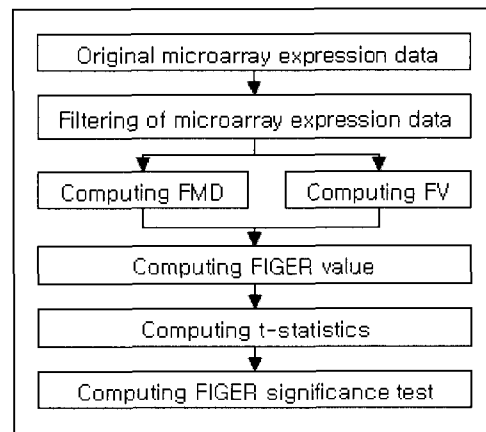 Original microarray expression data
Filtering of microarray expression data
Computing FMD
Computing FV
Computing FIGER value
Computing t-statistics
Computing FIGER significance test